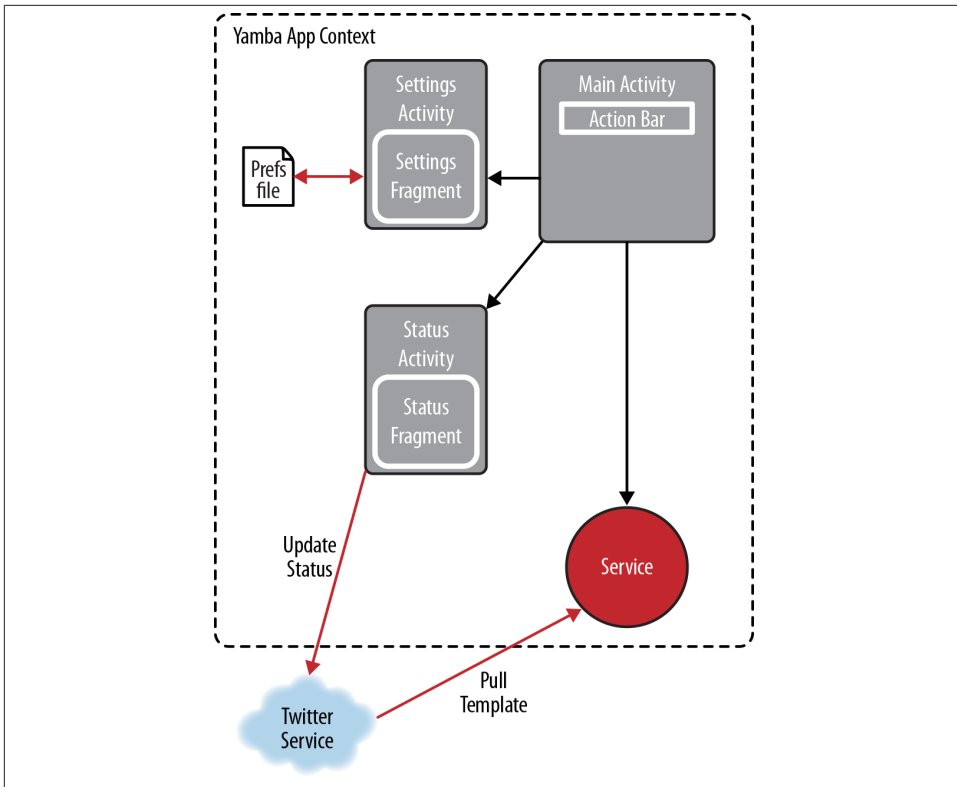 Yamba App Context
Settings
Activity
Settings
Fragment
Main Activity
Action Bar
Prefs
file
Status
Activity
Status
Fragment
Update
Status
Service
Pull
Template
Twitter
Service